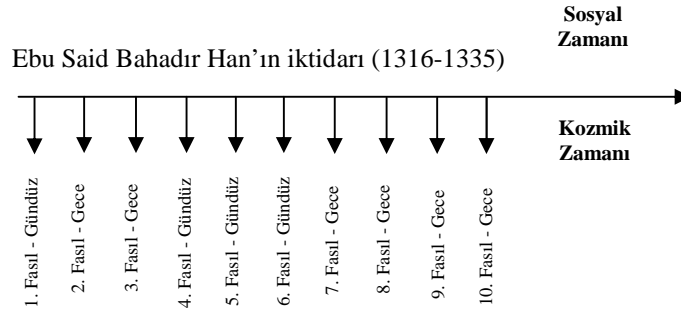 Sosyal
Zamanı
Ebu Said Bahadır Han’ın iktidarı (1316-1335)
Kozmik
Zamanı
1. Fasıl - Gündüz
2. Fasıl - Gece
3. Fasıl - Gece
4. Fasıl - Gündüz
5. Fasıl - Gündüz
6. Fasıl - Gündüz
7. Fasıl - Gece
8. Fasıl - Gece
9. Fasıl - Gece
10. Fasıl - Gece